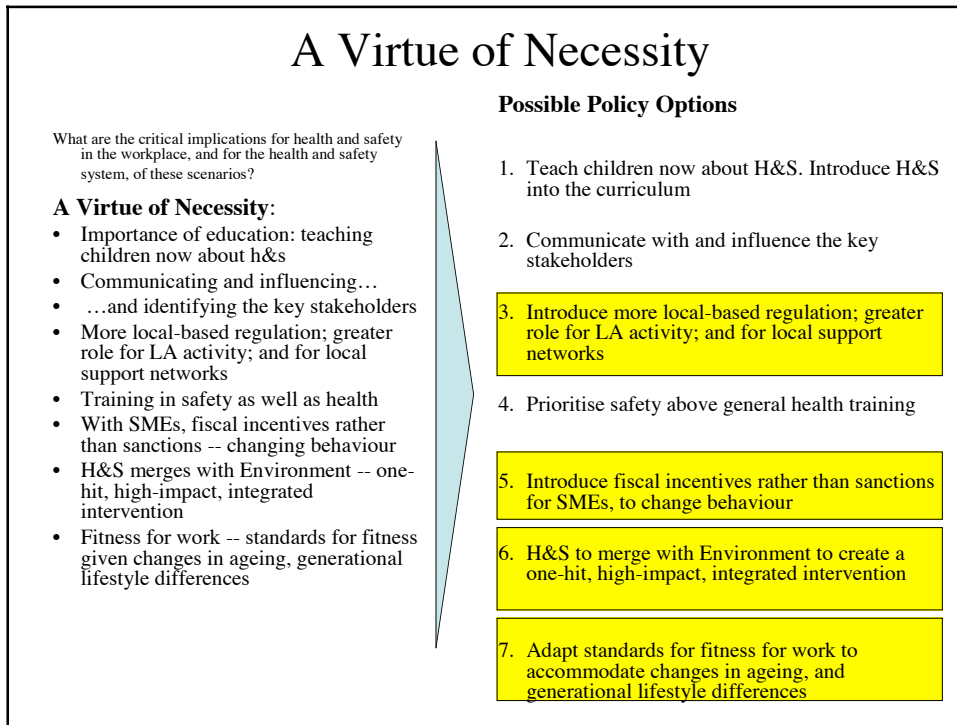 A Virtue of Necessity
What are the critical implications for health and safety
in the workplace, and for the health and safety
system, of these scenarios?
A Virtue of Necessity:
• Importance of education: teaching
children now about h&s
• Communicating and influencing…
• …and identifying the key stakeholders
• More local-based regulation; greater
role for LA activity; and for local
support networks
• Training in safety as well as health
• With SMEs, fiscal incentives rather
than sanctions -- changing behaviour
• H&S merges with Environment -- one-
hit, high-impact, integrated
intervention
• Fitness for work -- standards for fitness
given changes in ageing, generational
lifestyle differences
Possible Policy Options
1. Teach children now about H&S. Introduce H&S
into the curriculum
2. Communicate with and influence the key
stakeholders
3. Introduce more local-based regulation; greater
role for LA activity; and for local support
networks
4. Prioritise safety above general health training
5. Introduce fiscal incentives rather than sanctions
for SMEs, to change behaviour
6. H&S to merge with Environment to create a
one-hit, high-impact, integrated intervention
7. Adapt standards for fitness for work to
accommodate changes in ageing, and
generational lifestyle differences